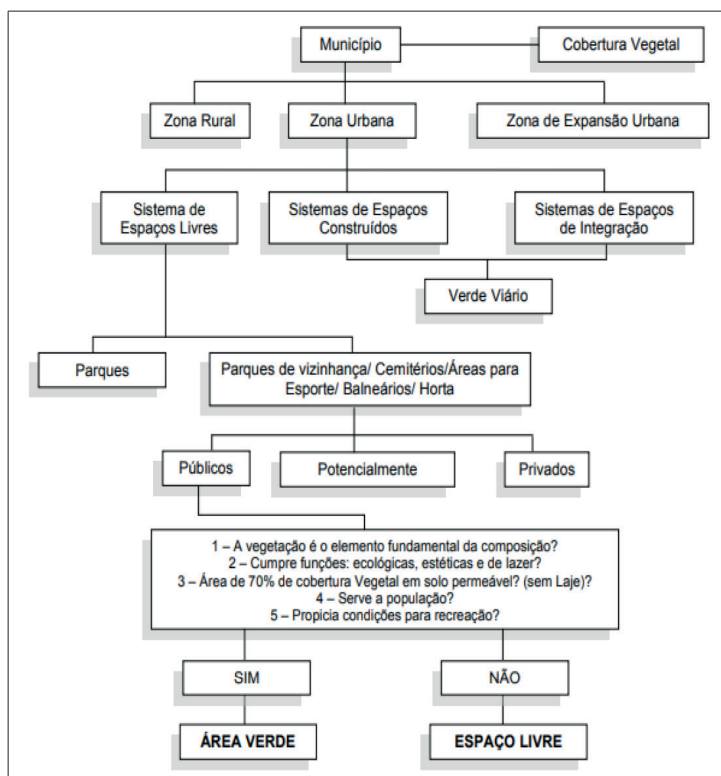 Município
Cobertura Vegetal
Zona Rural
Zona Urbana
Zona de Expansão Urbana
Sistema de
Espaços Livres
Sistemas de Espaços
Construídos
Sistemas de Espaços
de Integração
Verde Viário
Parques
Parques de vizinhança/ Cemitérios/Áreas para
Esporte/ Balneários/ Horta
Públicos
Potencialmente
Privados
1 – A vegetação é o elemento fundamental da composição?
2 – Cumpre funções: ecológicas, estéticas e de lazer?
3 – Área de 70% de cobertura Vegetal em solo permeável? (sem Laje)?
4 – Serve a população?
5 – Propicia condições para recreação?
SIM
NÃO
ÁREA VERDE
ESPAÇO LIVRE